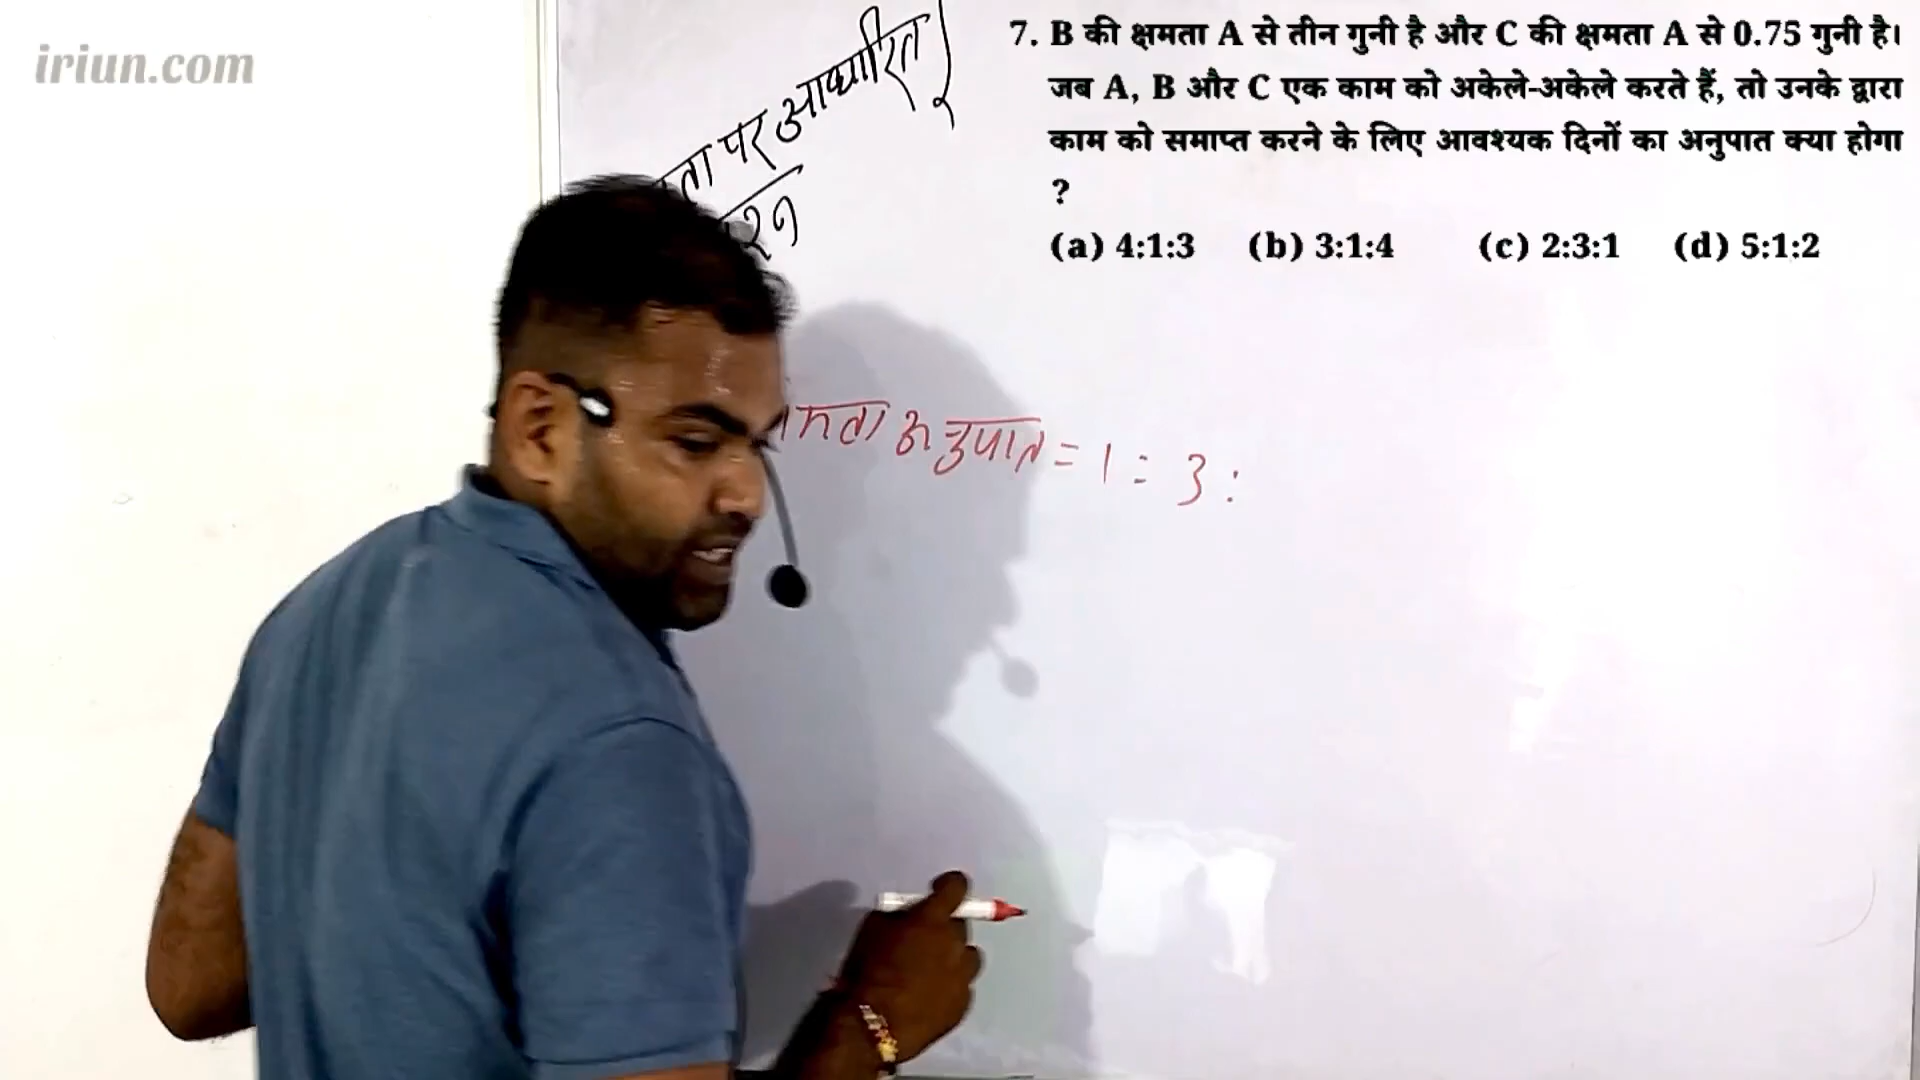 iriun.com
7. B की क्षमता A से तीन गुनी है और C की क्षमता A से 0.75 गुनी है।
जब A, B और C एक काम को अकेले-अकेले करते हैं, तो उनके द्वारा
काम को समाप्त करने के लिए आवश्यक दिनों का अनुपात क्या होगा
?
(a) 4:1:3 (b) 3:1:4 (c) 2:3:1 (d) 5:1:2
पर आधारित
अनुपात = 1 : 3 :